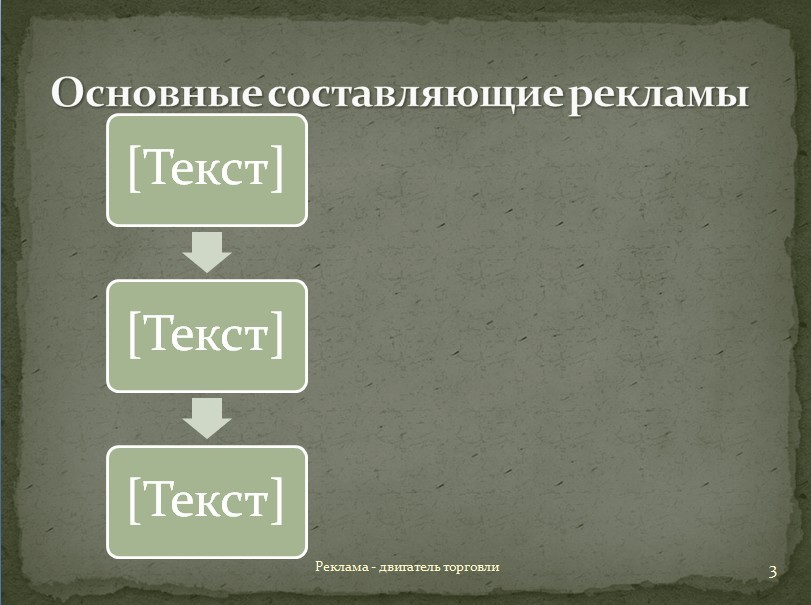 Основные составляющие рекламы
[Текст]
[Текст]
[Текст]
Реклама - двигатель торговли
3